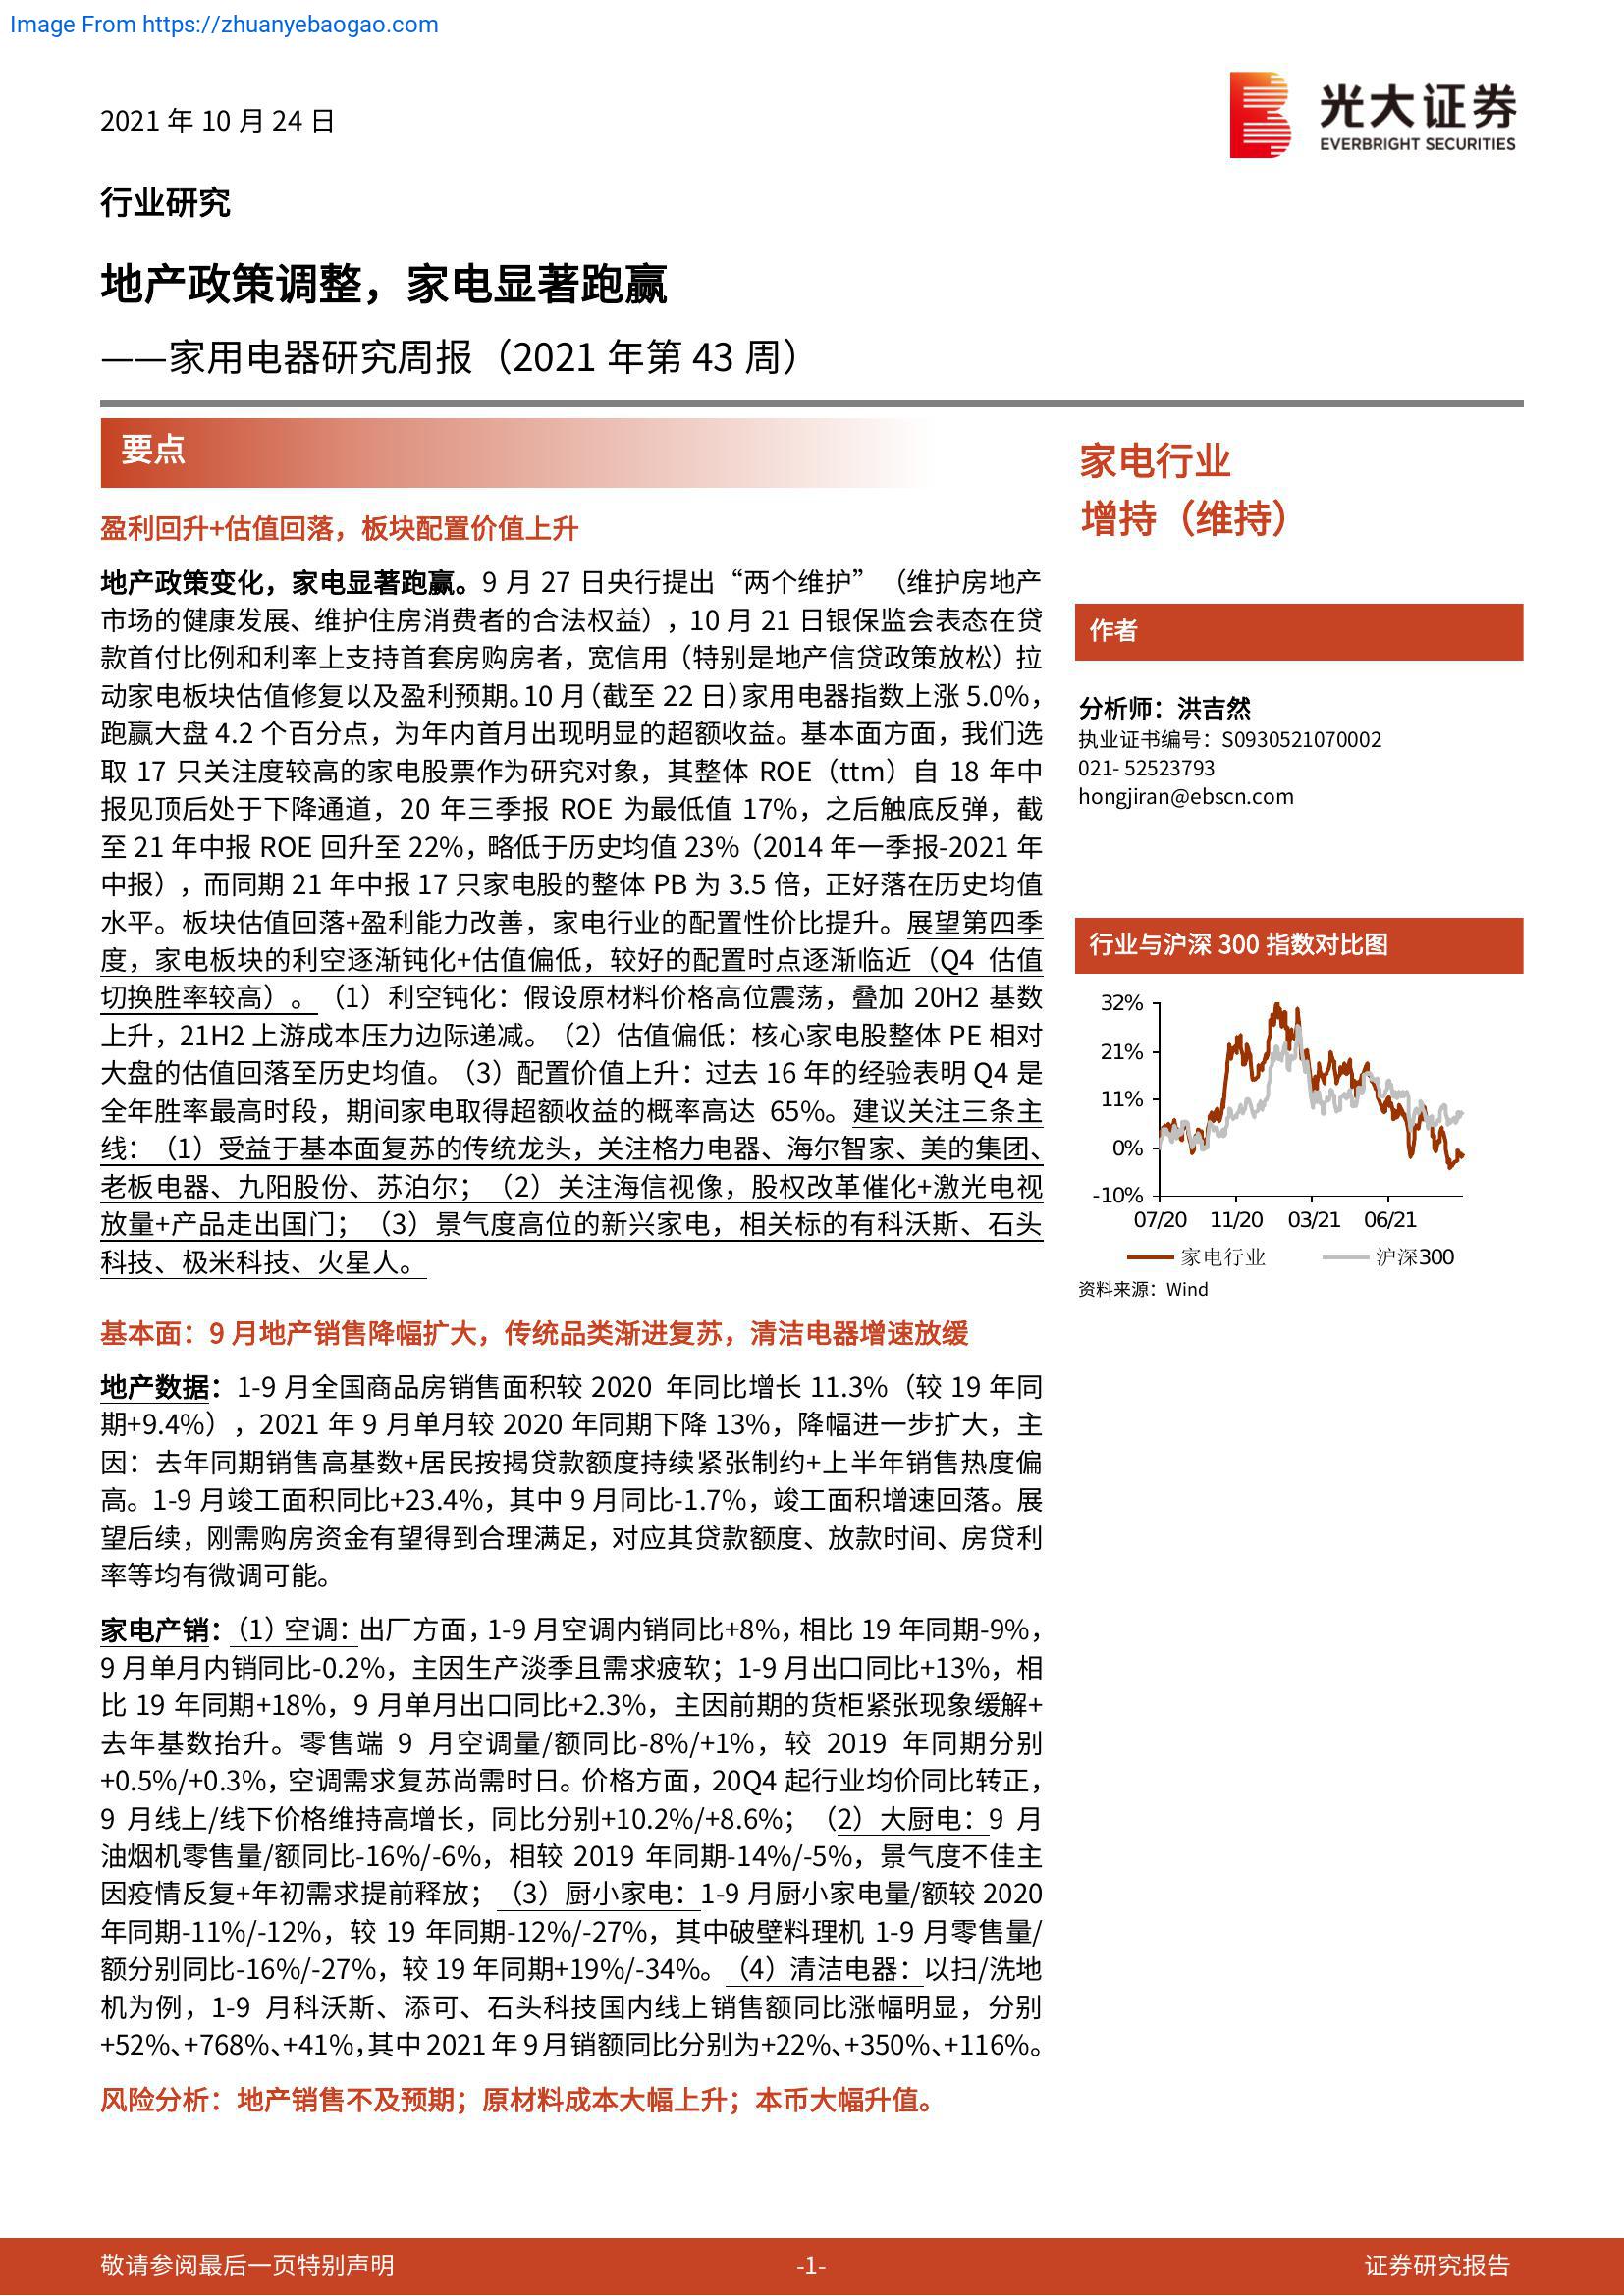 Image From https://zhuanyebaogao.com
2021 年 10 月 24 日
光大证券
EVERBRIGHT SECURITIES
行业研究
地产政策调整，家电显著跑赢
——家用电器研究周报（2021 年第 43 周）
要点
盈利回升+估值回落，板块配置价值上升
地产政策变化，家电显著跑赢。9 月 27 日央行提出“两个维护”（维护房地产
市场的健康发展、维护住房消费者的合法权益），10 月 21 日银保监会表态在贷
款首付比例和利率上支持首套房购房者，宽信用（特别是地产信贷政策放松）拉
动家电板块估值修复以及盈利预期。10 月（截至 22 日）家用电器指数上涨 5.0%，
跑赢大盘 4.2 个百分点，为年内首月出现明显的超额收益。基本面方面，我们选
取 17 只关注度较高的家电股票作为研究对象，其整体 ROE（ttm）自 18 年中
报见顶后处于下降通道，20 年三季报 ROE 为最低值 17%，之后触底反弹，截
至 21 年中报 ROE 回升至 22%，略低于历史均值 23%（2014 年一季报-2021 年
中报），而同期 21 年中报 17 只家电股的整体 PB 为 3.5 倍，正好落在历史均值
水平。板块估值回落+盈利能力改善，家电行业的配置性价比提升。展望第四季
度，家电板块的利空逐渐钝化+估值偏低，较好的配置时点逐渐临近（Q4 估值
切换胜率较高）。（1）利空钝化：假设原材料价格高位震荡，叠加 20H2 基数
上升，21H2 上游成本压力边际递减。（2）估值偏低：核心家电股整体 PE 相对
大盘的估值回落至历史均值。（3）配置价值上升：过去 16 年的经验表明 Q4 是
全年胜率最高时段，期间家电取得超额收益的概率高达 65%。建议关注三条主
线：（1）受益于基本面复苏的传统龙头，关注格力电器、海尔智家、美的集团、
老板电器、九阳股份、苏泊尔；（2）关注海信视像，股权改革催化+激光电视
放量+产品走出国门；（3）景气度高位的新兴家电，相关标的有科沃斯、石头
科技、极米科技、火星人。
基本面：9 月地产销售降幅扩大，传统品类渐进复苏，清洁电器增速放缓
地产数据：1-9 月全国商品房销售面积较 2020 年同比增长 11.3%（较 19 年同
期+9.4%），2021 年 9 月单月较 2020 年同期下降 13%，降幅进一步扩大，主
因：去年同期销售高基数+居民按揭贷款额度持续紧张制约+上半年销售热度偏
高。1-9 月竣工面积同比+23.4%，其中 9 月同比-1.7%，竣工面积增速回落。展
望后续，刚需购房资金有望得到合理满足，对应其贷款额度、放款时间、房贷利
率等均有微调可能。
家电产销：（1）空调：出厂方面，1-9 月空调内销同比+8%，相比 19 年同期-9%，
9 月单月内销同比-0.2%，主因生产淡季且需求疲软；1-9 月出口同比+13%，相
比 19 年同期+18%，9 月单月出口同比+2.3%，主因前期的货柜紧张现象缓解+
去年基数抬升。零售端 9 月空调量/额同比-8%/+1%，较 2019 年同期分别
+0.5%/+0.3%，空调需求复苏尚需时日。价格方面，20Q4 起行业均价同比转正，
9 月线上/线下价格维持高增长，同比分别+10.2%/+8.6%；（2）大厨电：9 月
油烟机零售量/额同比-16%/-6%，相较 2019 年同期-14%/-5%，景气度不佳主
因疫情反复+年初需求提前释放；（3）厨小家电：1-9 月厨小家电量/额较 2020
年同期-11%/-12%，较 19 年同期-12%/-27%，其中破壁料理机 1-9 月零售量/
额分别同比-16%/-27%，较 19 年同期+19%/-34%。（4）清洁电器：以扫/洗地
机为例，1-9 月科沃斯、添可、石头科技国内线上销售额同比涨幅明显，分别
+52%、+768%、+41%，其中 2021 年 9 月销额同比分别为+22%、+350%、+116%。
风险分析：地产销售不及预期；原材料成本大幅上升；本币大幅升值。
家电行业
增持（维持）
作者
分析师：洪吉然
执业证书编号：S0930521070002
021- 52523793
hongjiran@ebscn.com
行业与沪深 300 指数对比图
32%
21%
11%
0%
-10%
07/20 11/20 03/21 06/21
家电行业 沪深300
资料来源：Wind
敬请参阅最后一页特别声明 -1- 证券研究报告